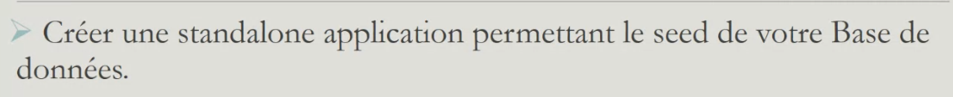 Créer une standalone application permettant le seed de votre Base de
données.